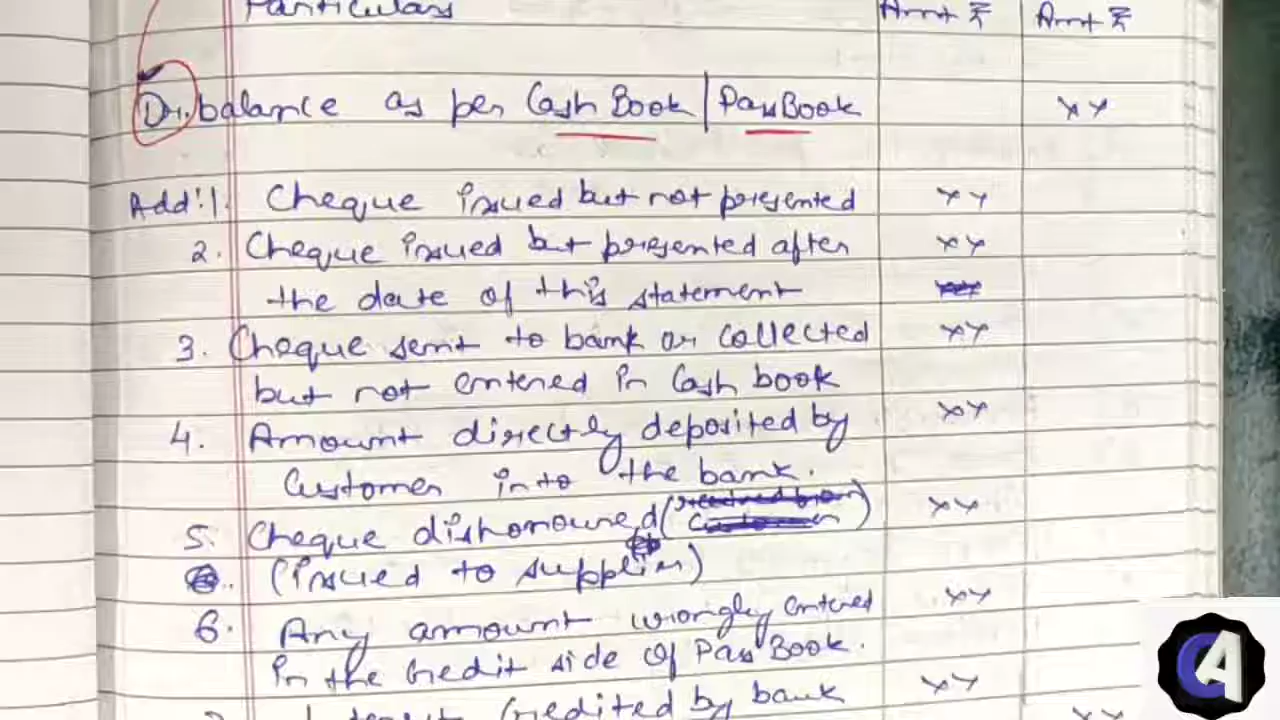 Particulars Amt ₹ Amt ₹
Dr. balance as per Cash Book | Pass Book xy
Add:1. Cheque issued but not presented xy
2. Cheque issued but presented after xy
the date of this statement
3. Cheque sent to bank or collected xy
but not entered in Cash book
4. Amount directly deposited by xy
Customer into the bank.
5. Cheque dishonoured ( ) xy
(issued to supplier)
6. Any amount wrongly entered xy
in the Credit side of Pass Book.
Credited by bank xy
xy
CA